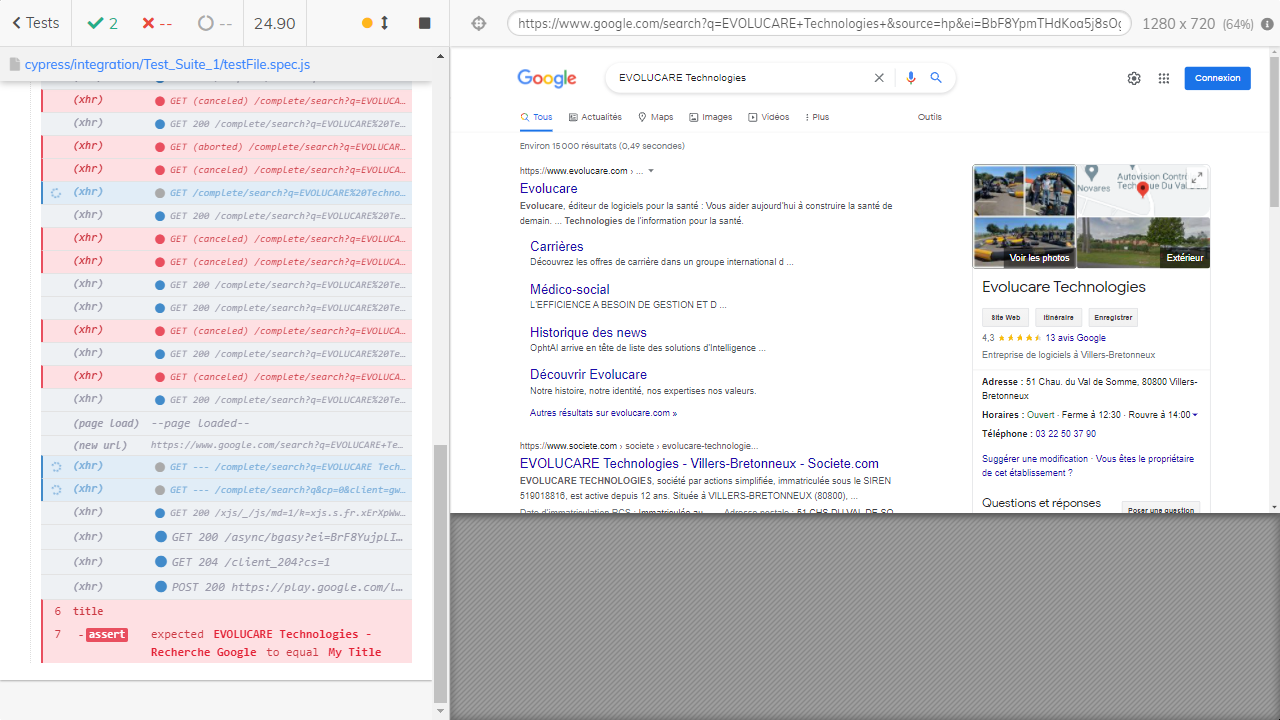 Tests
2
--
--
24.90
https://www.google.com/search?q=EVOLUCARE+Technologies+&source=hp&ei=BbF8YpmTHdKoa5j8sOg
1280 x 720 (64%)
cypress/integration/Test_Suite_1/testFile.spec.js
(xhr) GET (canceled) /complete/search?q=EVOLUCA…
(xhr) GET 200 /complete/search?q=EVOLUCARE%20Te…
(xhr) GET (aborted) /complete/search?q=EVOLUCAR…
(xhr) GET (canceled) /complete/search?q=EVOLUCA…
(xhr) GET /complete/search?q=EVOLUCARE%20Techno…
(xhr) GET 200 /complete/search?q=EVOLUCARE%20Te…
(xhr) GET (canceled) /complete/search?q=EVOLUCA…
(xhr) GET (canceled) /complete/search?q=EVOLUCA…
(xhr) GET 200 /complete/search?q=EVOLUCARE%20Te…
(xhr) GET 200 /complete/search?q=EVOLUCARE%20Te…
(xhr) GET (canceled) /complete/search?q=EVOLUCA…
(xhr) GET 200 /complete/search?q=EVOLUCARE%20Te…
(xhr) GET (canceled) /complete/search?q=EVOLUCA…
(xhr) GET 200 /complete/search?q=EVOLUCARE%20Te…
(page load) --page loaded--
(new url) https://www.google.com/search?q=EVOLUCARE+Te…
(xhr) GET --- /complete/search?q=EVOLUCARE Tech…
(xhr) GET --- /complete/search?q&cp=0&client=gw…
(xhr) GET 200 /xjs/_/js/md=1/k=xjs.s.fr.xErXpWw…
(xhr) GET 200 /async/bgasy?ei=BrF8YujpLI…
(xhr) GET 204 /client_204?cs=1
(xhr) POST 200 https://play.google.com/l…
6 title
7 -assert expected EVOLUCARE Technologies -
Recherche Google to equal My Title
Google
EVOLUCARE Technologies
Connexion
Tous
Actualités
Maps
Images
Vidéos
Plus
Outils
Environ 15 000 résultats (0,49 secondes)
https://www.evolucare.com › ...
Evolucare
Evolucare, éditeur de logiciels pour la santé : Vous aider aujourd'hui à construire la santé de
demain. ... Technologies de l'information pour la santé.
Carrières
Découvrez les offres de carrière dans un groupe international d ...
Médico-social
L'EFFICIENCE A BESOIN DE GESTION ET D ...
Historique des news
OphtAI arrive en tête de liste des solutions d'Intelligence ...
Découvrir Evolucare
Notre histoire, notre identité, nos expertises nos valeurs.
Autres résultats sur evolucare.com »
https://www.societe.com › societe › evolucare-technologie...
EVOLUCARE Technologies - Villers-Bretonneux - Societe.com
EVOLUCARE TECHNOLOGIES, société par actions simplifiée, immatriculée sous le SIREN
519018816, est active depuis 12 ans. Située à VILLERS-BRETONNEUX (80800), ...
Date d'immatriculation RCS : Immatriculée au ... Adresse postale : 51 CHS DU VAL DE SO
Novares
Autovision Contrô
Technique Du Val
Voir les photos
Extérieur
Evolucare Technologies
Site Web
Itinéraire
Enregistrer
4,3 13 avis Google
Entreprise de logiciels à Villers-Bretonneux
Adresse : 51 Chau. du Val de Somme, 80800 Villers-
Bretonneux
Horaires : Ouvert · Ferme à 12:30 · Rouvre à 14:00
Téléphone : 03 22 50 37 90
Suggérer une modification · Vous êtes le propriétaire
de cet établissement ?
Questions et réponses
Poser une question